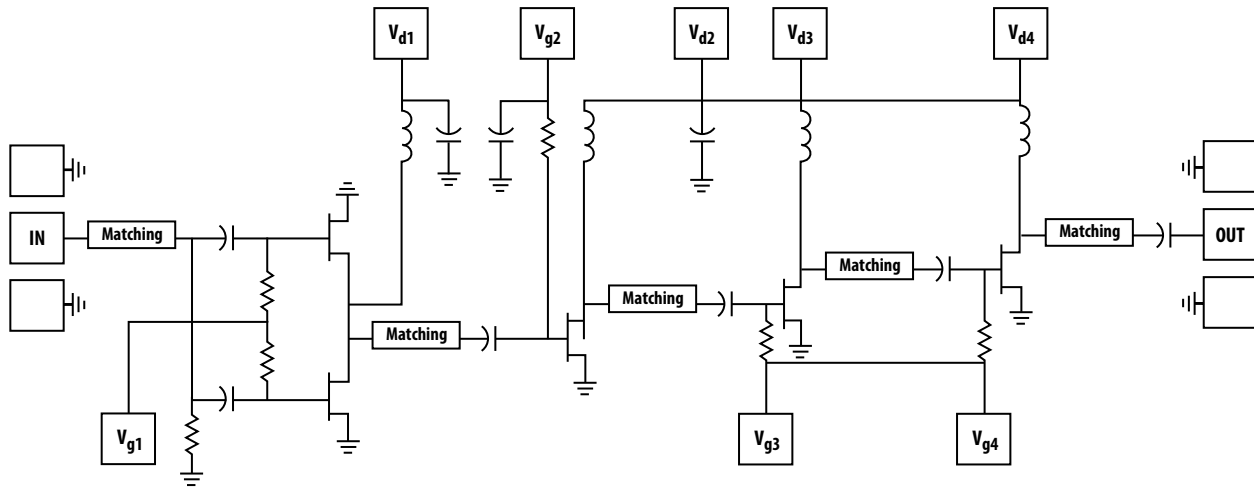 Vd1
Vg2
Vd2
Vd3
Vd4
IN
Matching
Matching
OUT
Matching
Matching
Matching
Vg1
Vg3
Vg4